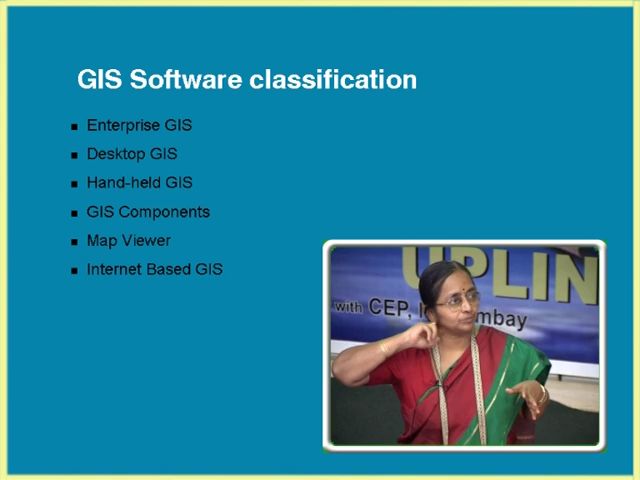 GIS Software classification
Enterprise GIS
Desktop GIS
Hand-held GIS
GIS Components
Map Viewer
Internet Based GIS
UPLIN
with CEP,